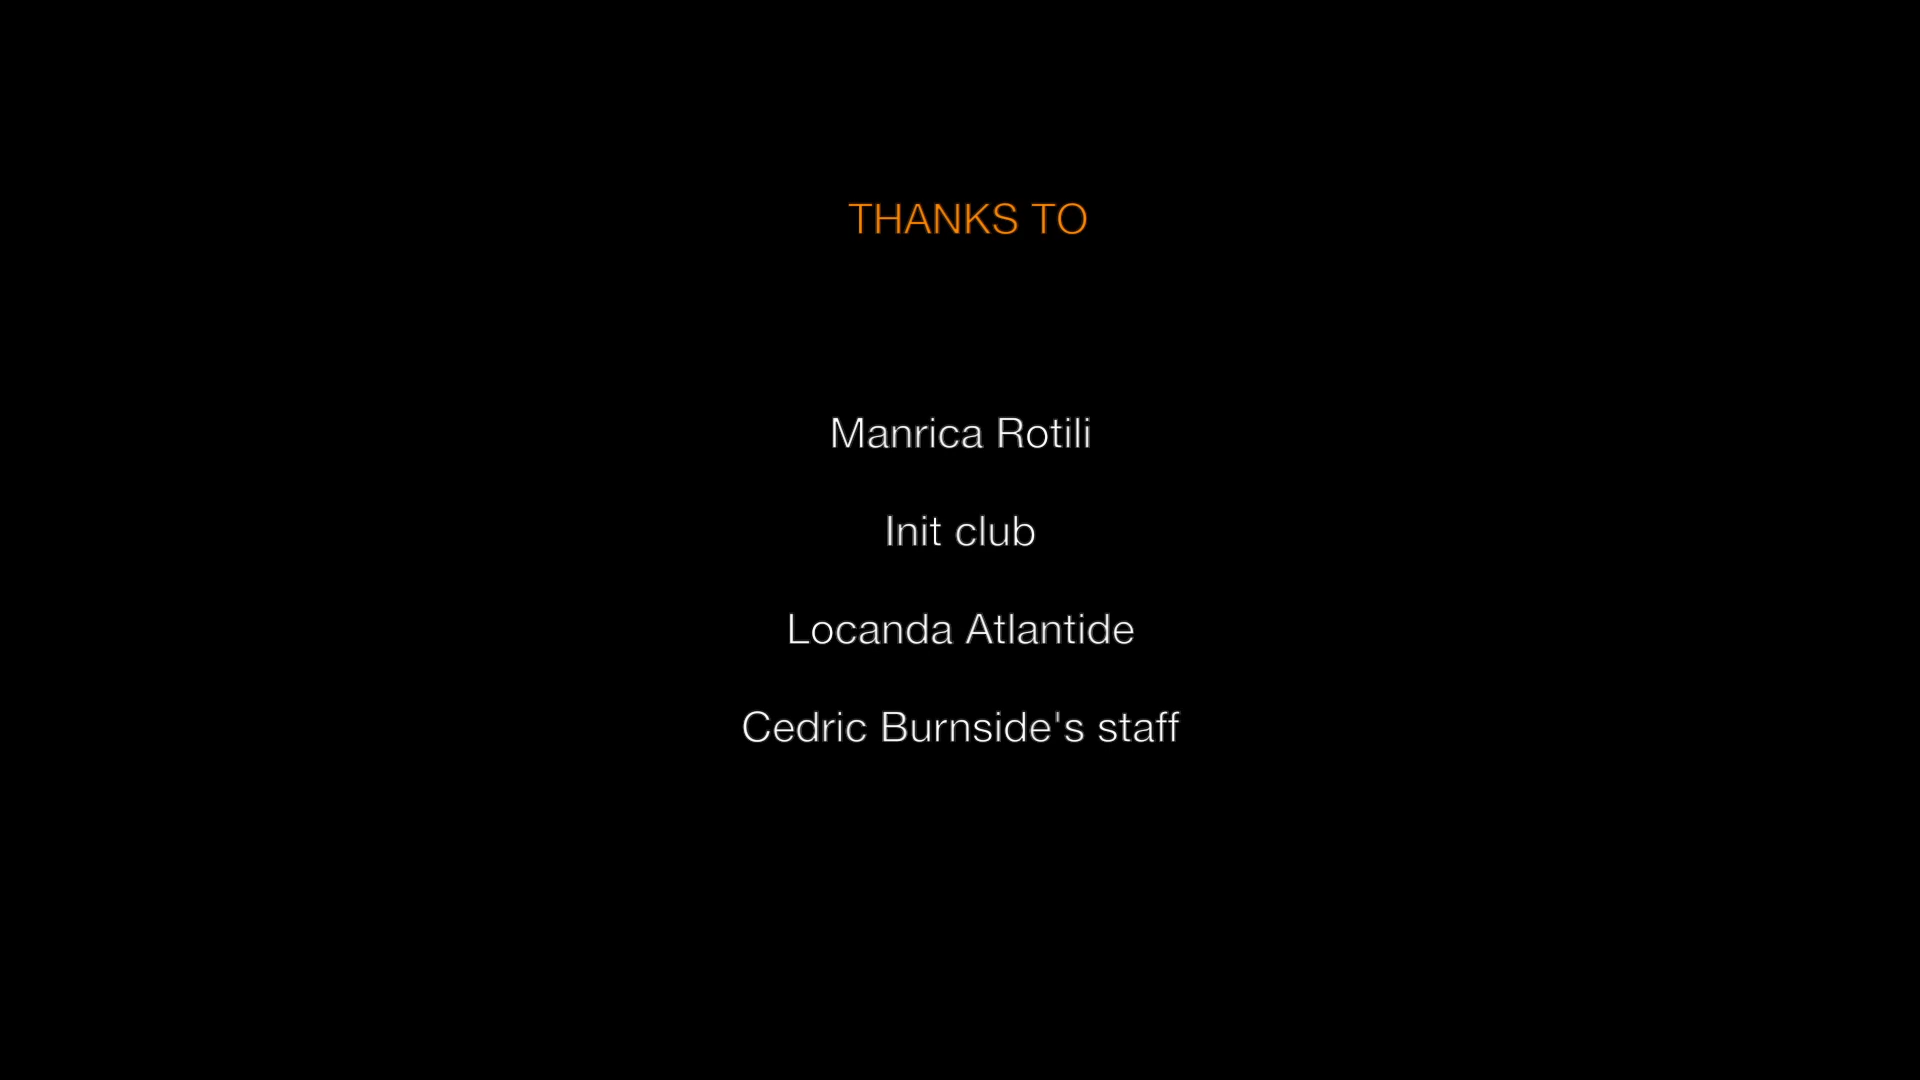 THANKS TO
Manrica Rotili
Init club
Locanda Atlantide
Cedric Burnside's staff